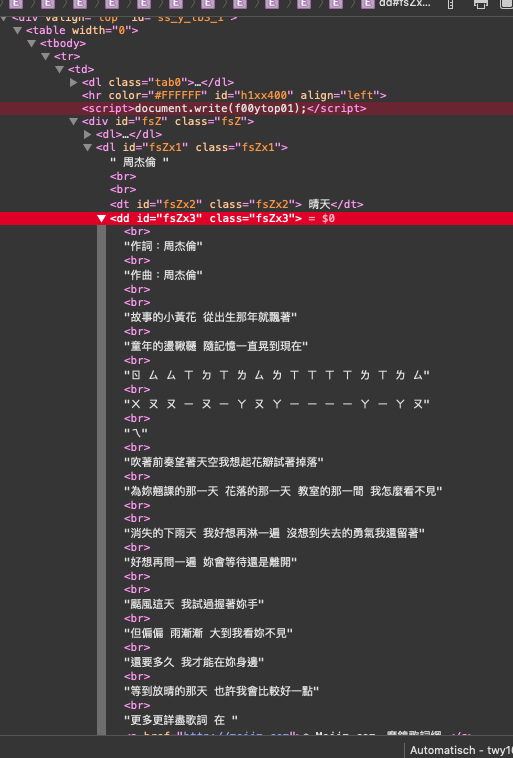 E E E E E E E E E E dd#fsZx…
<div valign="top" id="ss_y_tb3_1">
<table width="0">
<tbody>
<tr>
<td>
<dl class="tab0">…</dl>
<hr color="#FFFFFF" id="h1xx400" align="left">
<script>document.write(f00ytop01);</script>
<div id="fsZ" class="fsZ">
<dl>…</dl>
<dl id="fsZx1" class="fsZx1">
" 周杰倫 "
<br>
<br>
<dt id="fsZx2" class="fsZx2"> 晴天</dt>
<dd id="fsZx3" class="fsZx3"> = $0
<br>
"作詞：周杰倫"
<br>
"作曲：周杰倫"
<br>
<br>
"故事的小黃花 從出生那年就飄著"
<br>
"童年的盪鞦韆 隨記憶一直晃到現在"
<br>
"ㄖ ㄙ ㄙ ㄒ ㄉ ㄒ ㄌ ㄙ ㄌ ㄒ ㄒ ㄒ ㄒ ㄌ ㄒ ㄌ ㄙ"
<br>
"ㄨ ㄡ ㄡ ㄧ ㄡ ㄧ ㄚ ㄡ ㄚ ㄧ ㄧ ㄧ ㄧ ㄚ ㄧ ㄚ ㄡ"
<br>
"ㄟ"
<br>
"吹著前奏望著天空我想起花瓣試著掉落"
<br>
"為妳翹課的那一天 花落的那一天 教室的那一間 我怎麼看不見"
<br>
<br>
"消失的下雨天 我好想再淋一遍 沒想到失去的勇氣我還留著"
<br>
"好想再問一遍 妳會等待還是離開"
<br>
<br>
"颳風這天 我試過握著妳手"
<br>
"但偏偏 雨漸漸 大到我看妳不見"
<br>
"還要多久 我才能在妳身邊"
<br>
"等到放晴的那天 也許我會比較好一點"
<br>
"更多更詳盡歌詞 在 "
Automatisch - twy10